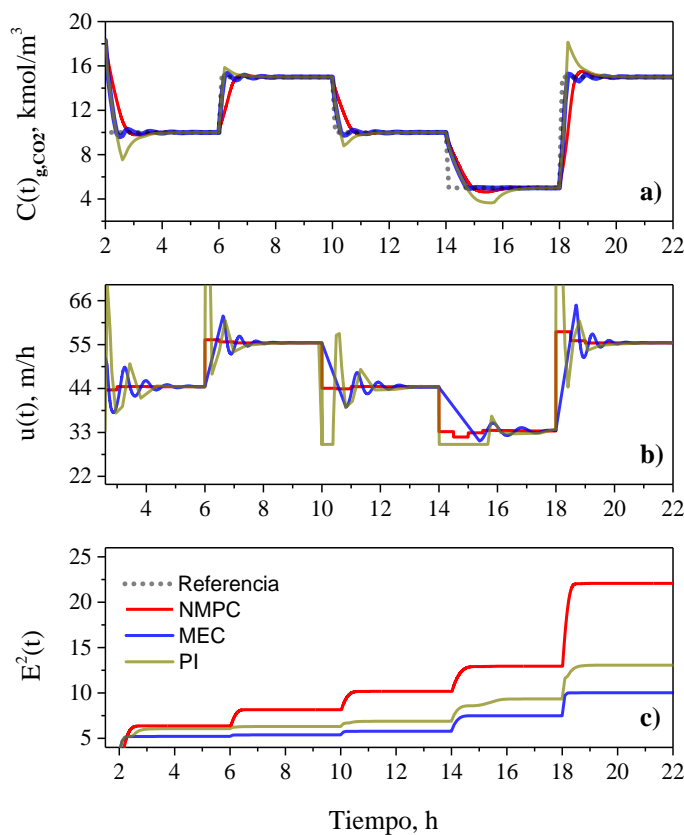 20
16
12
8
4
C(t)g,CO2, kmol/m³
a)
2 4 6 8 10 12 14 16 18 20 22
66
55
44
33
22
u(t), m/h
b)
4 6 8 10 12 14 16 18 20 22
25
20
15
10
5
E²(t)
Referencia
NMPC
MEC
PI
c)
2 4 6 8 10 12 14 16 18 20 22
Tiempo, h